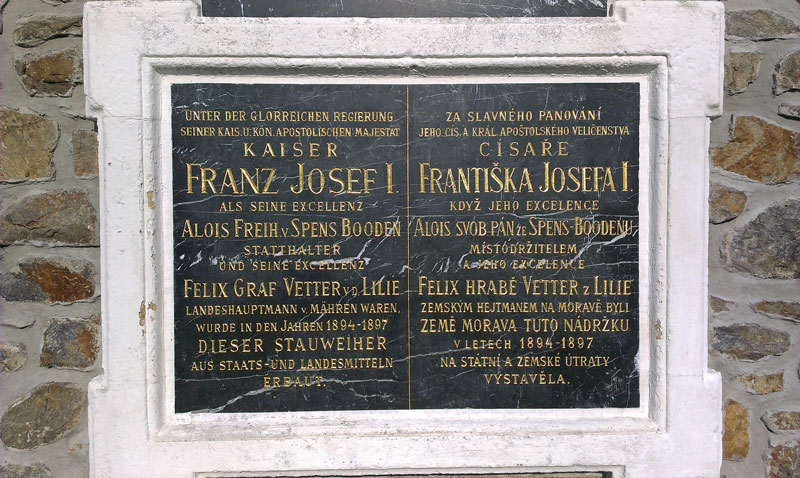 UNTER DER GLORREICHEN REGIERUNG
SEINER KAIS. U. KÖN. APOSTOLISCHEN MAJESTÄT
KAISER
FRANZ JOSEF I.
ALS SEINE EXCELLENZ
ALOIS FREIH. v. SPENS BOODEN
STATTHALTER
UND SEINE EXCELLENZ
FELIX GRAF VETTER v D. LILIE
LANDESHAUPTMANN v. MÄHREN WAREN,
WURDE IN DEN JAHREN 1894-1897
DIESER STAUWEIHER
AUS STAATS- UND LANDESMITTELN
ERBAUT.
ZA SLAVNÉHO PANOVÁNÍ
JEHO CÍS. A KRÁL. APOŠTOLSKÉHO VELIČENSTVA
CÍSAŘE
FRANTIŠKA JOSEFA I.
KDYŽ JEHO EXCELENCE
ALOIS SVOB. PÁN ZE SPENS-BOODENU
MÍSTODRŽITELEM
A JEHO EXCELENCE
FELIX HRABĚ VETTER Z LILIE
ZEMSKÝM HEJTMANEM NA MORAVĚ BYLI
ZEMĚ MORAVA TUTO NÁDRŽKU
V LETECH 1894-1897
NA STÁTNÍ A ZEMSKÉ ÚTRATY
VYSTAVĚLA.